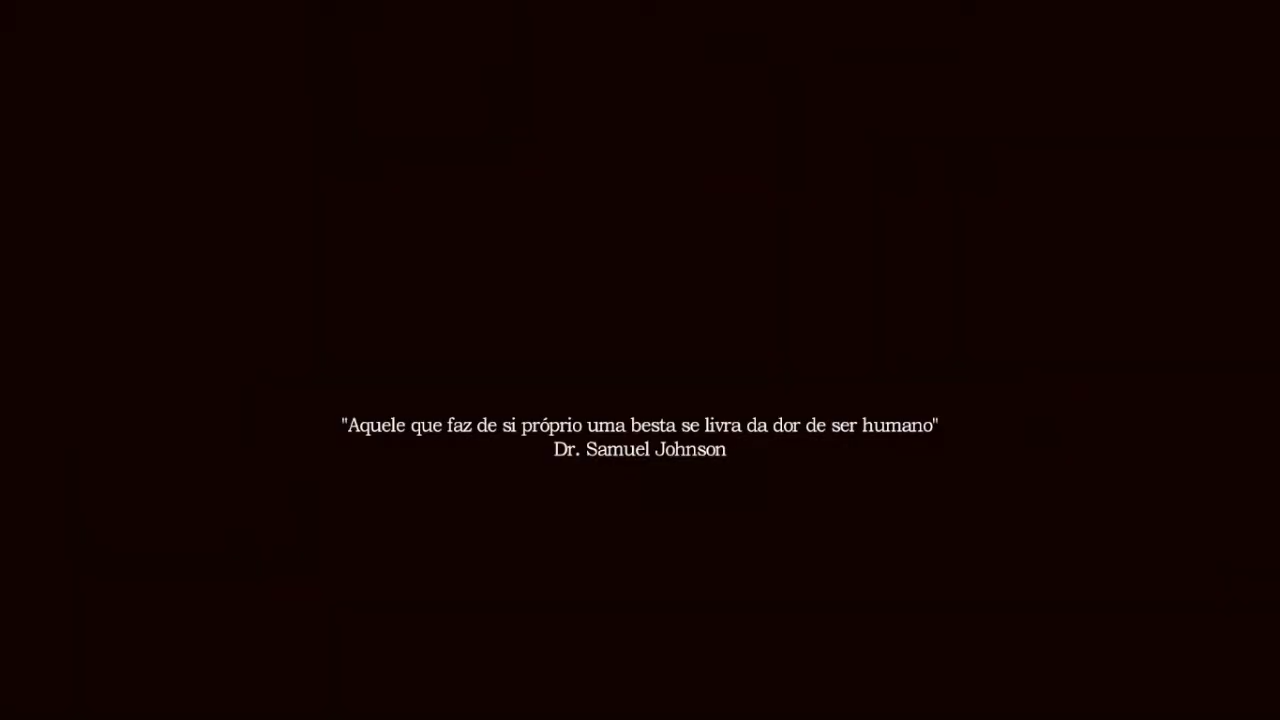 "Aquele que faz de si próprio uma besta se livra da dor de ser humano"
Dr. Samuel Johnson